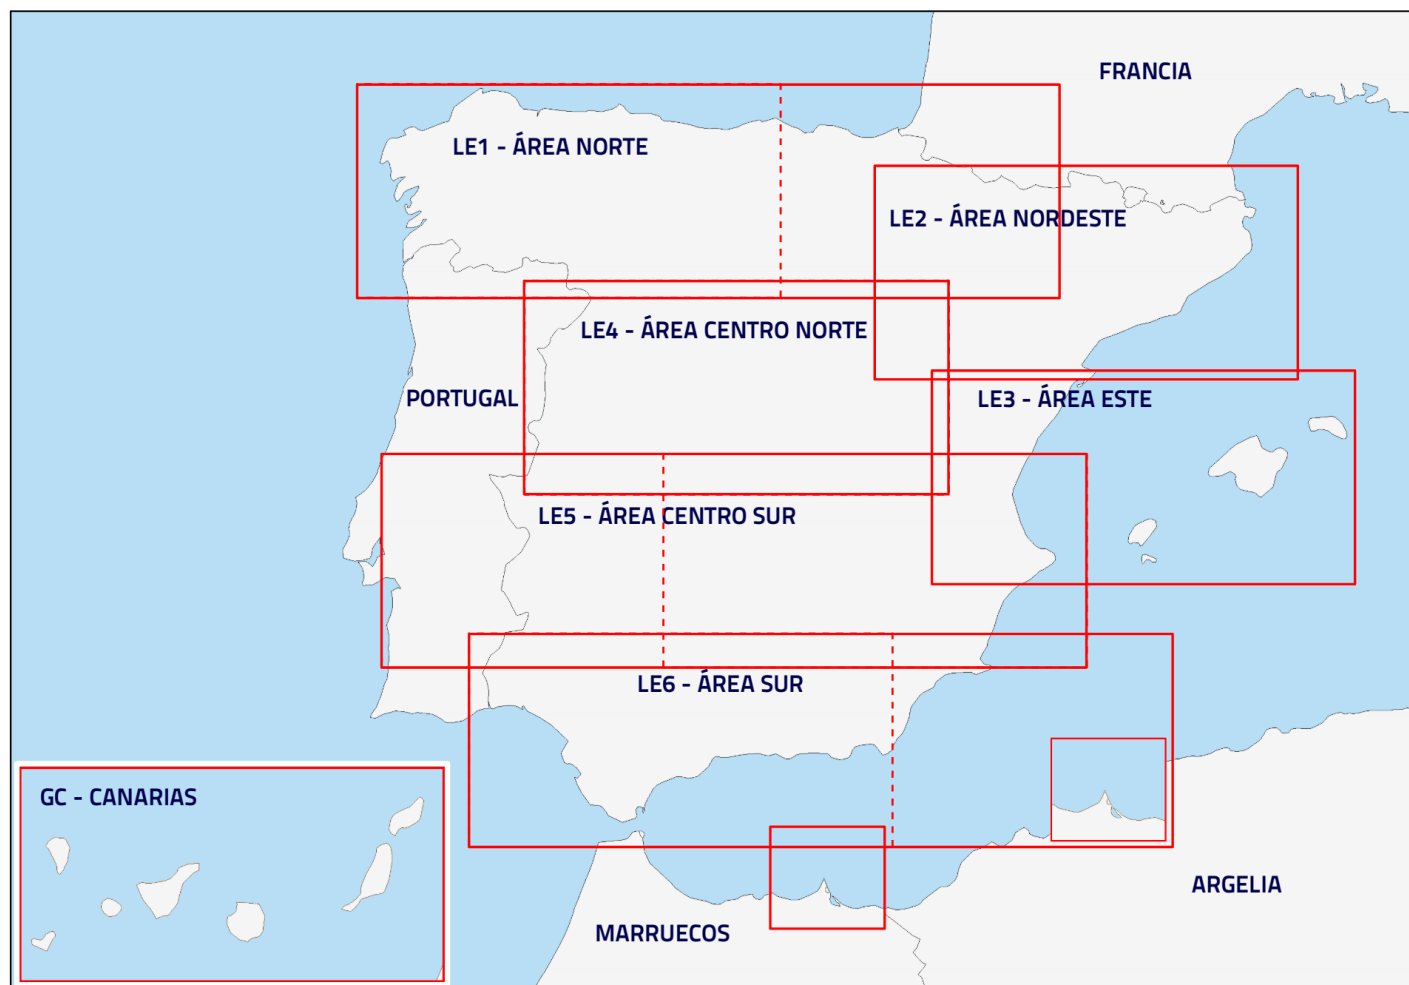 FRANCIA
LE1 - ÁREA NORTE
LE2 - ÁREA NORDESTE
LE4 - ÁREA CENTRO NORTE
PORTUGAL
LE3 - ÁREA ESTE
LE5 - ÁREA CENTRO SUR
LE6 - ÁREA SUR
GC - CANARIAS
ARGELIA
MARRUECOS